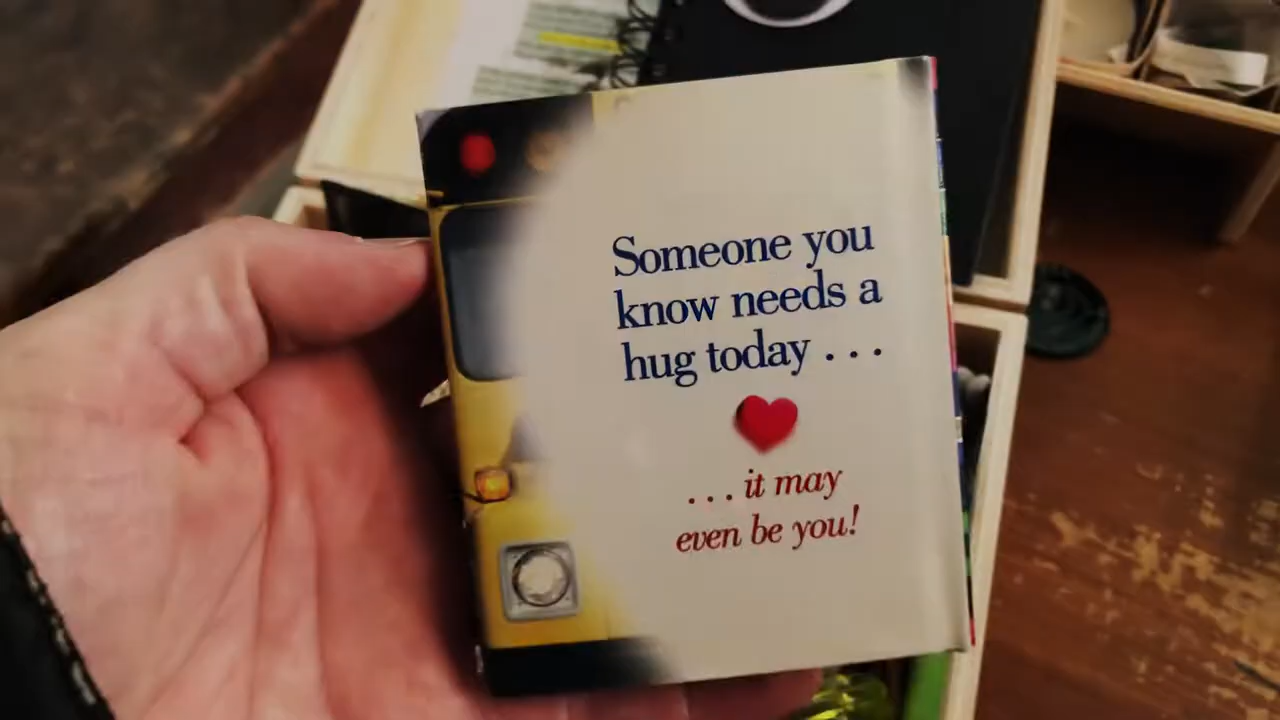 Someone you
know needs a
hug today . . .
. . . it may
even be you!